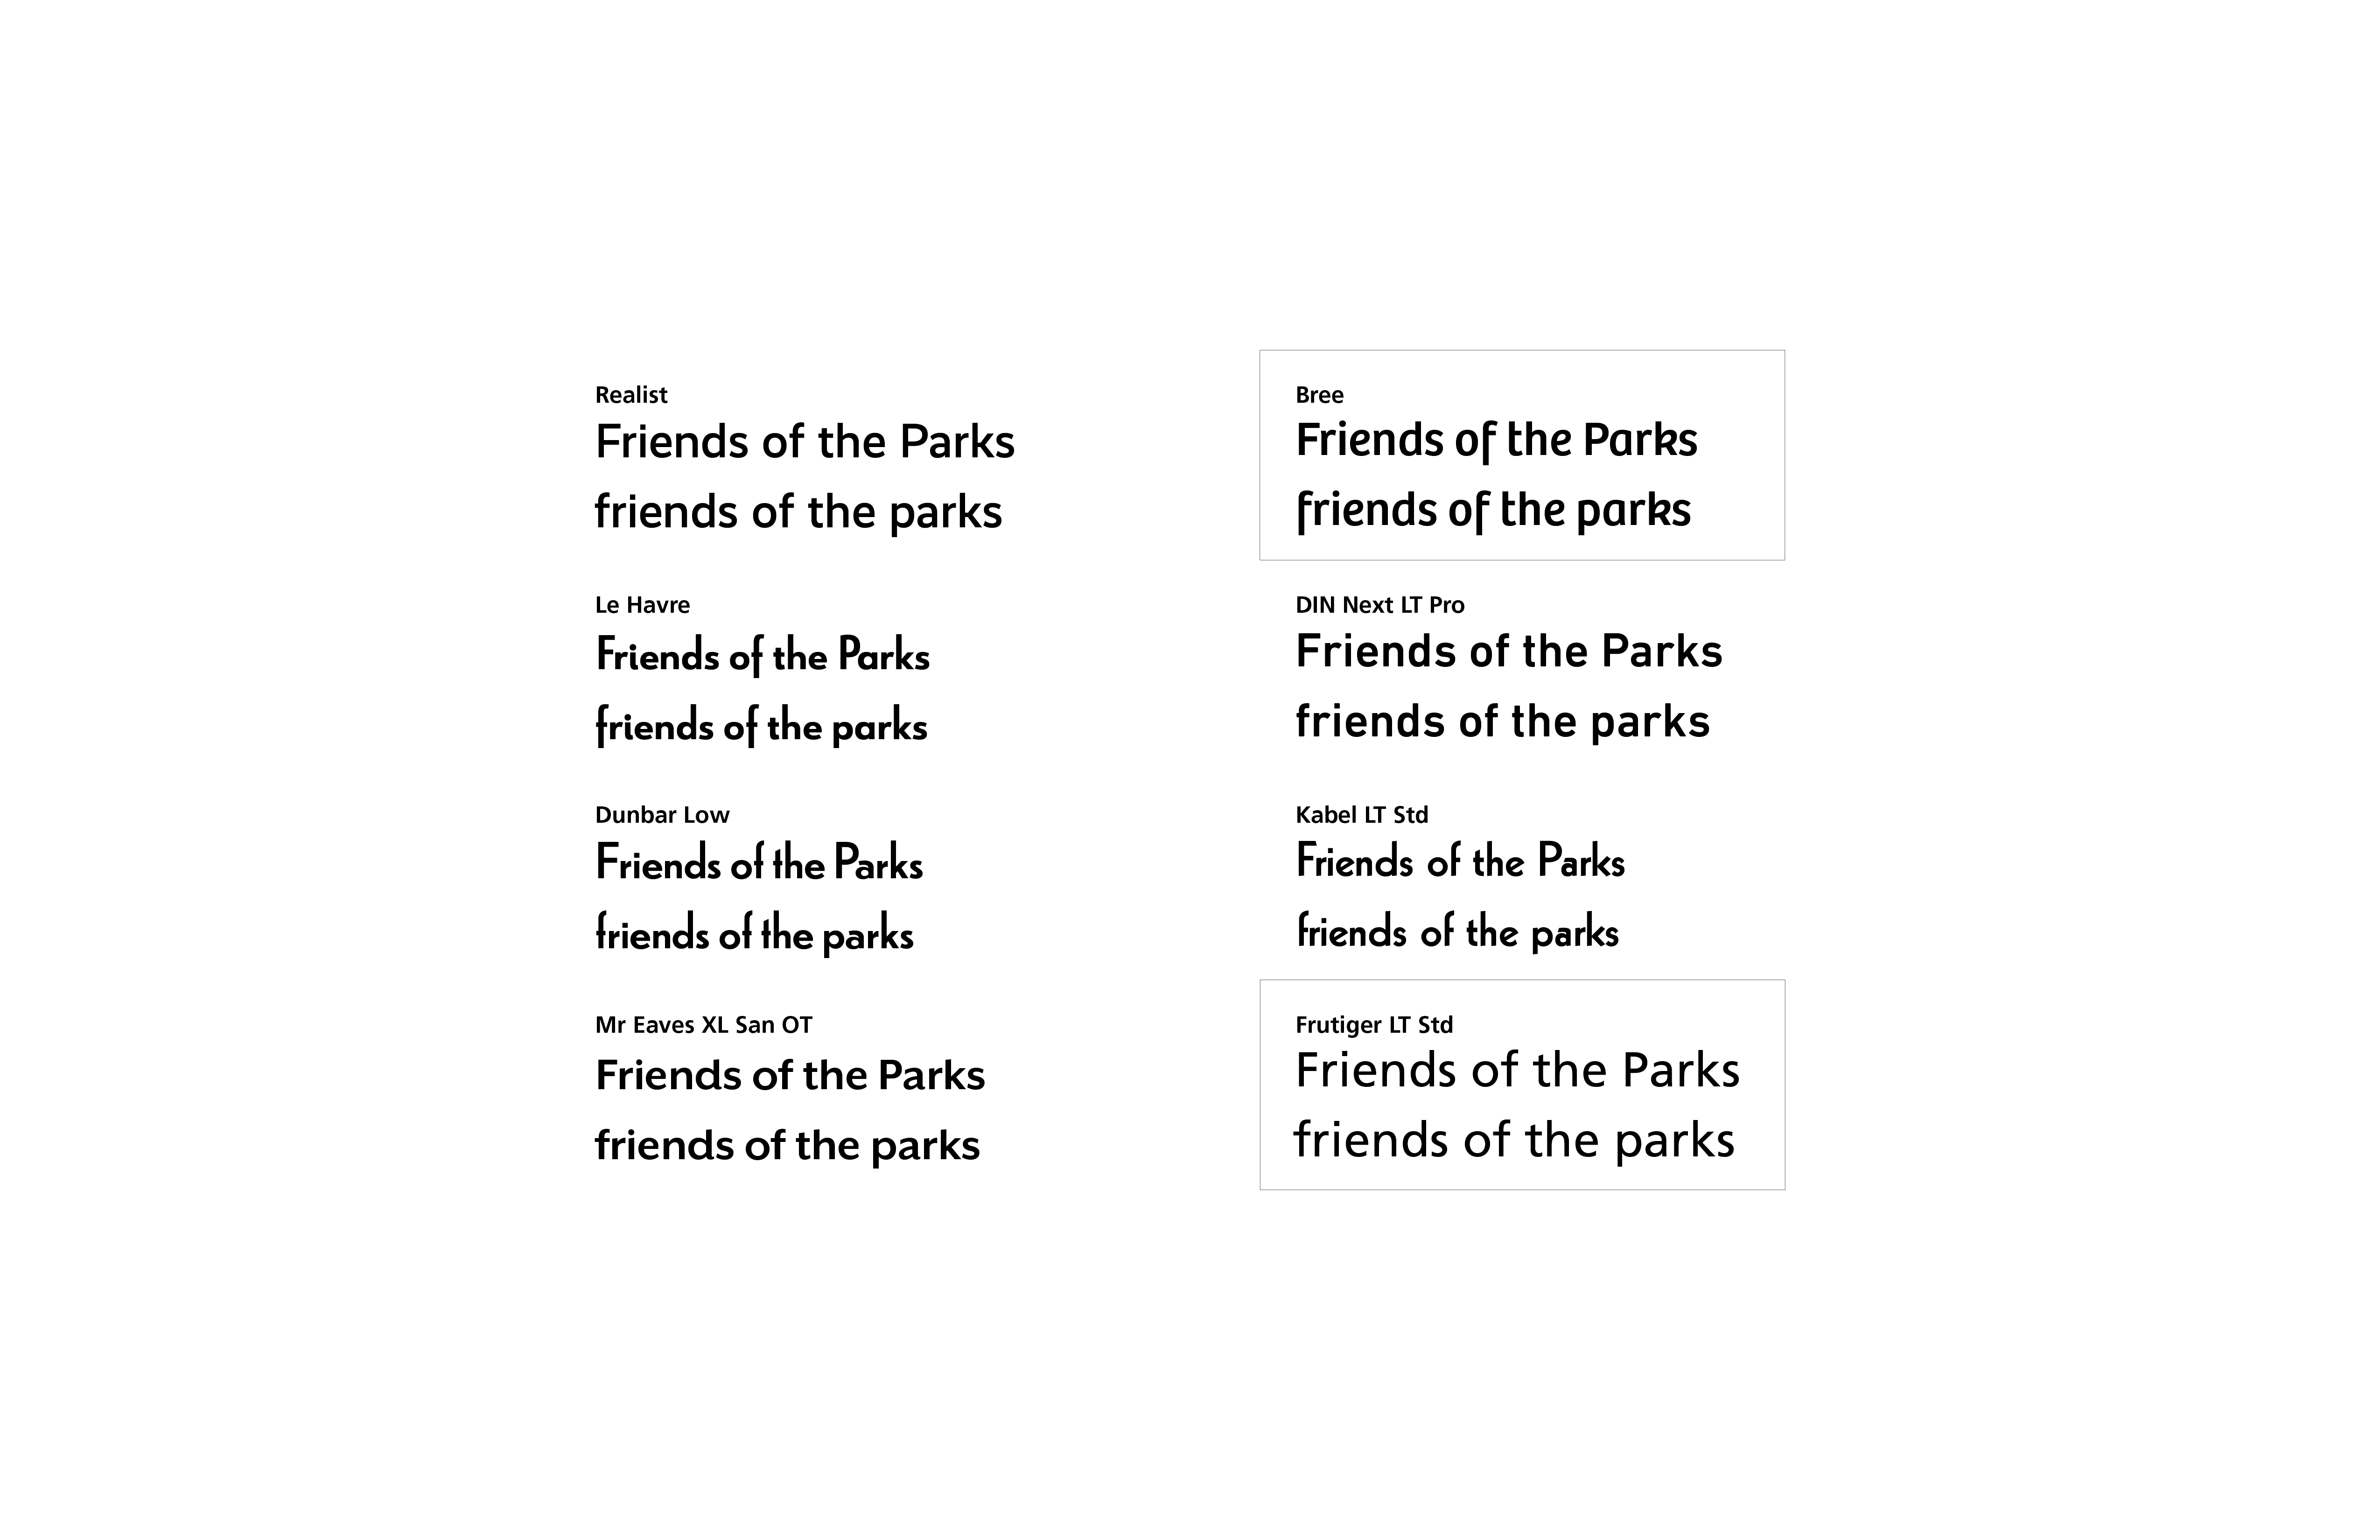 Realist
Friends of the Parks
friends of the parks
Le Havre
Friends of the Parks
friends of the parks
Dunbar Low
Friends of the Parks
friends of the parks
Mr Eaves XL San OT
Friends of the Parks
friends of the parks
Bree
Friends of the Parks
friends of the parks
DIN Next LT Pro
Friends of the Parks
friends of the parks
Kabel LT Std
Friends of the Parks
friends of the parks
Frutiger LT Std
Friends of the Parks
friends of the parks